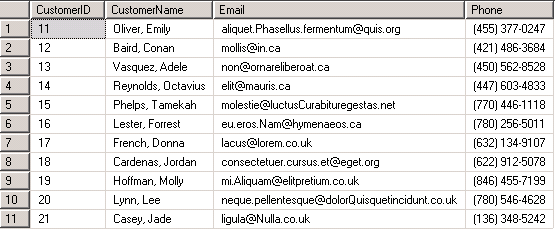 CustomerID CustomerName Email Phone
1 11 Oliver, Emily aliquet.Phasellus.fermentum@quis.org (455) 377-0247
2 12 Baird, Conan mollis@in.ca (421) 486-3684
3 13 Vasquez, Adele non@ornareliberoat.ca (450) 562-8528
4 14 Reynolds, Octavius elit@mauris.ca (447) 603-4833
5 15 Phelps, Tamekah molestie@luctusCurabituregestas.net (770) 446-1118
6 16 Lester, Forrest eu.eros.Nam@hymenaeos.ca (780) 256-5011
7 17 French, Donna lacus@lorem.co.uk (632) 134-9107
8 18 Cardenas, Jordan consectetuer.cursus.et@eget.org (622) 912-5078
9 19 Hoffman, Molly mi.Aliquam@elitpretium.co.uk (846) 455-7199
10 20 Lynn, Lee neque.pellentesque@dolorQuisquetincidunt.co.uk (780) 546-4628
11 21 Casey, Jade ligula@Nulla.co.uk (136) 348-5242